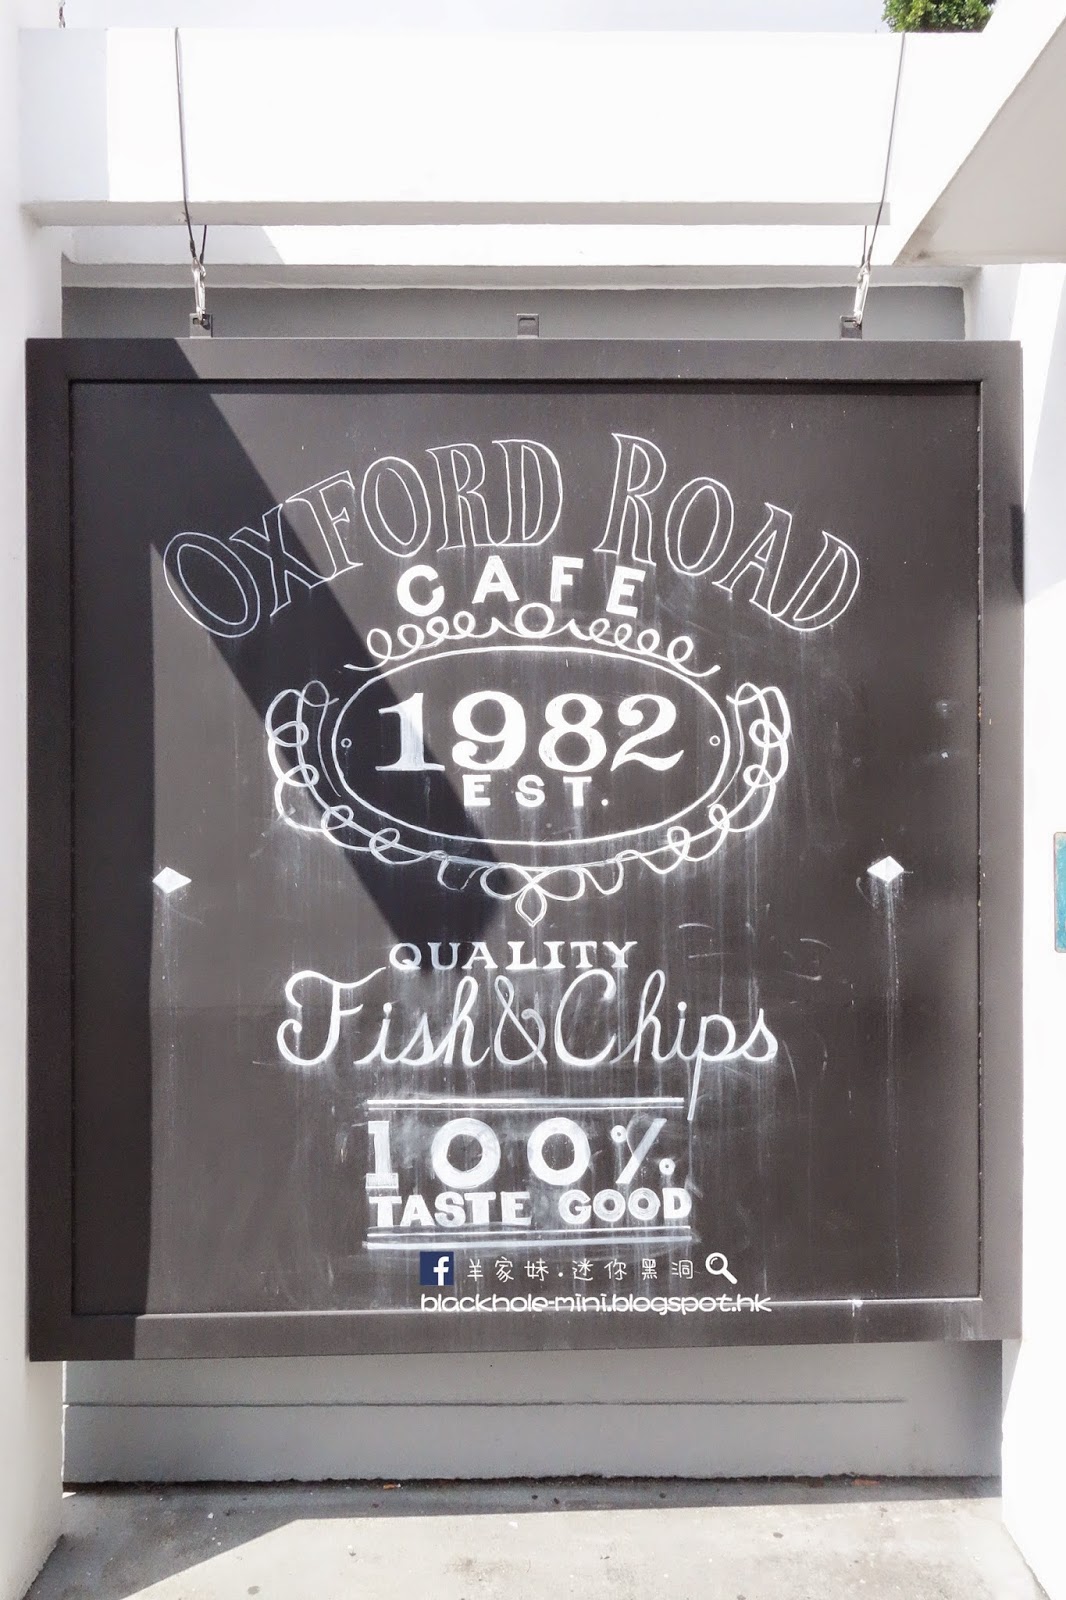 OXFORD ROAD
CAFE
1982
EST.
QUALITY
Fish & Chips
100%
TASTE GOOD
f 羊家妹.迷你黑洞
blackhole-mini.blogspot.hk